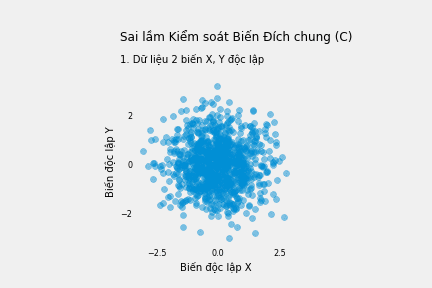 Sai lầm Kiểm soát Biến Đích chung (C)
1. Dữ liệu 2 biến X, Y độc lập
Biến độc lập Y
2
0
−2
−2.5
0.0
2.5
Biến độc lập X